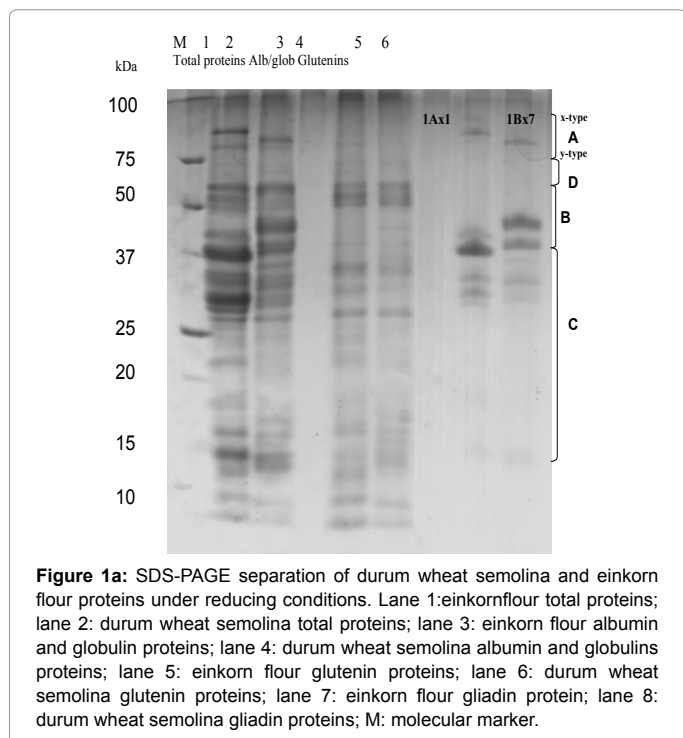 M 1 2 3 4 5 6
kDa Total proteins Alb/glob Glutenins
100
1Ax1 1Bx7 x-type
A
75 y-type
D
50
B
37
C
25
20
15
10
Figure 1a: SDS-PAGE separation of durum wheat semolina and einkorn
flour proteins under reducing conditions. Lane 1:einkornflour total proteins;
lane 2: durum wheat semolina total proteins; lane 3: einkorn flour albumin
and globulin proteins; lane 4: durum wheat semolina albumin and globulins
proteins; lane 5: einkorn flour glutenin proteins; lane 6: durum wheat
semolina glutenin proteins; lane 7: einkorn flour gliadin protein; lane 8:
durum wheat semolina gliadin proteins; M: molecular marker.